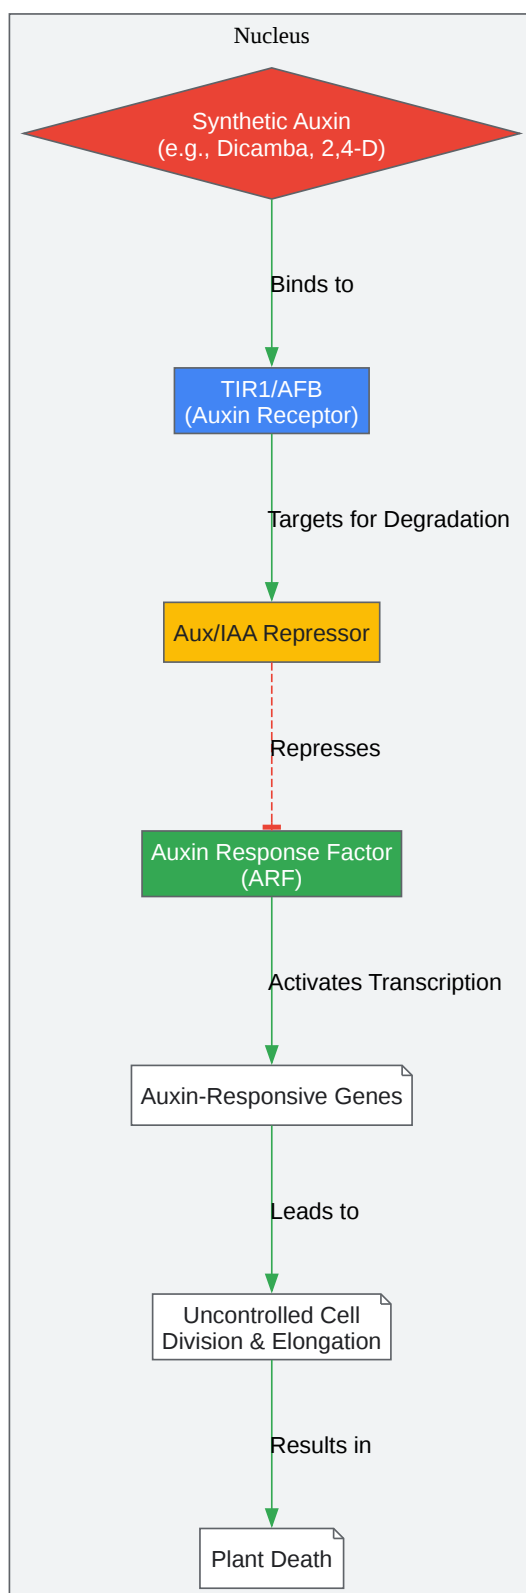 Nucleus
Synthetic Auxin
(e.g., Dicamba, 2,4-D)
Binds to
TIR1/AFB
(Auxin Receptor)
Targets for Degradation
Aux/IAA Repressor
Represses
Auxin Response Factor
(ARF)
Activates Transcription
Auxin-Responsive Genes
Leads to
Uncontrolled Cell
Division & Elongation
Results in
Plant Death